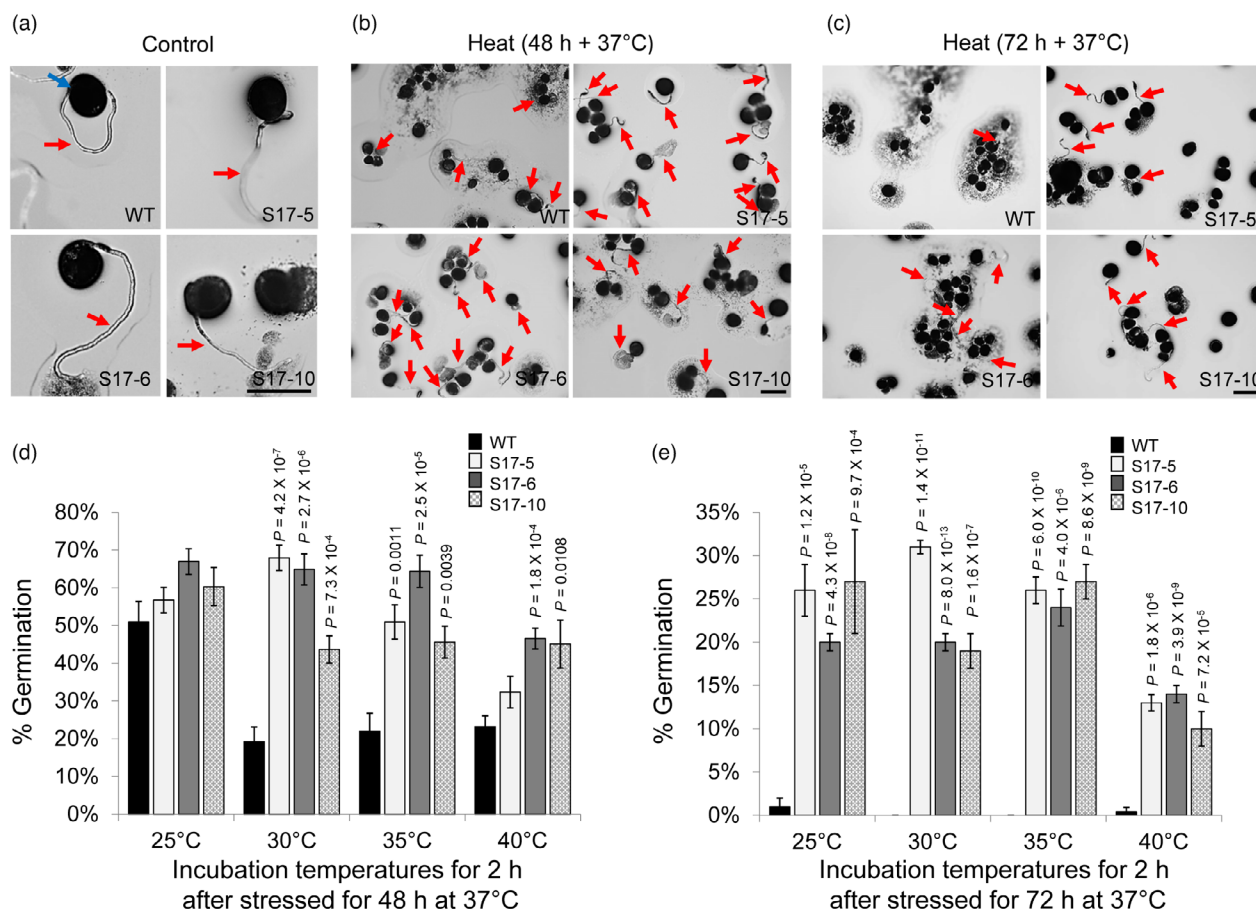 (a)
Control
WT
S17-5
S17-6
S17-10
(b)
Heat (48 h + 37°C)
WT
S17-5
S17-6
S17-10
(c)
Heat (72 h + 37°C)
WT
S17-5
S17-6
S17-10
(d)
WT
S17-5
S17-6
S17-10
% Germination
80%
70%
60%
50%
40%
30%
20%
10%
0%
P = 4.2 X 10⁻⁷
P = 2.7 X 10⁻⁶
P = 7.3 X 10⁻⁴
P = 0.0011
P = 2.5 X 10⁻⁵
P = 0.0039
P = 1.8 X 10⁻⁴
P = 0.0108
25°C
30°C
35°C
40°C
Incubation temperatures for 2 h
after stressed for 48 h at 37°C
(e)
WT
S17-5
S17-6
S17-10
% Germination
35%
30%
25%
20%
15%
10%
5%
0%
P = 1.2 X 10⁻⁵
P = 4.3 X 10⁻⁸
P = 9.7 X 10⁻⁴
P = 1.4 X 10⁻¹¹
P = 8.0 X 10⁻¹³
P = 1.6 X 10⁻⁷
P = 6.0 X 10⁻¹⁰
P = 4.0 X 10⁻⁶
P = 8.6 X 10⁻⁹
P = 1.8 X 10⁻⁶
P = 3.9 X 10⁻⁹
P = 7.2 X 10⁻⁵
25°C
30°C
35°C
40°C
Incubation temperatures for 2 h
after stressed for 72 h at 37°C